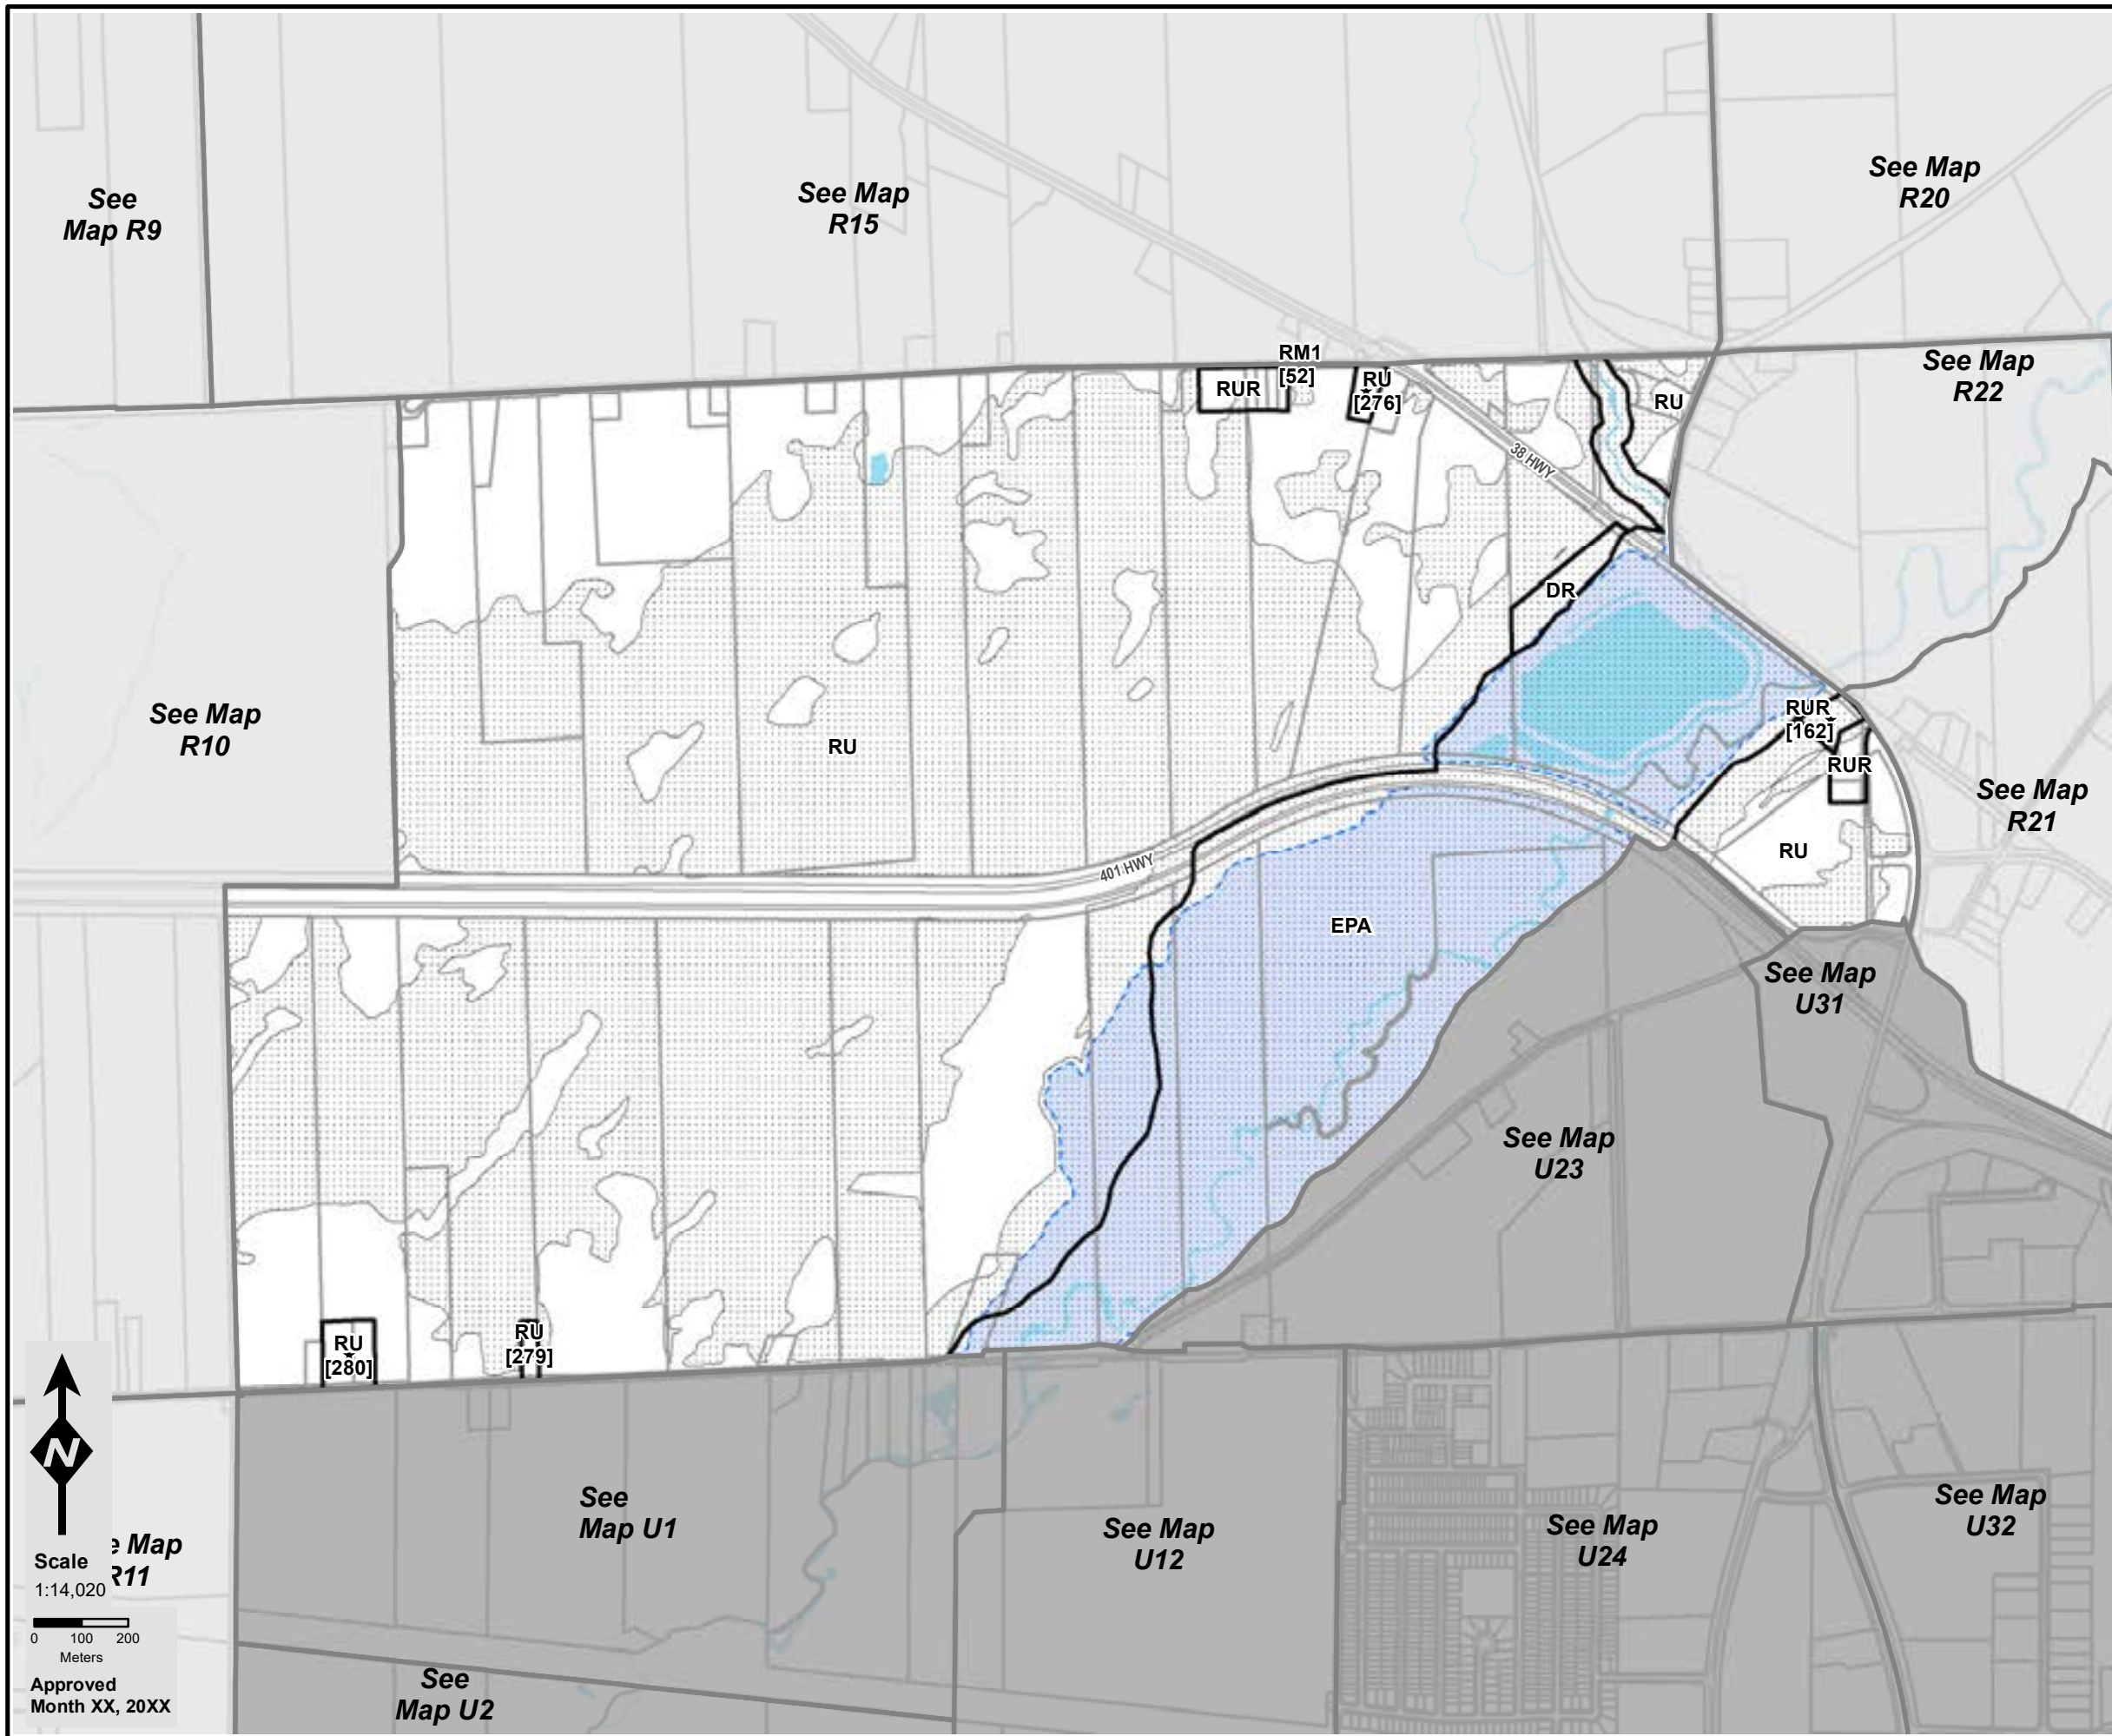 See
Map R9
See Map
R15
See Map
R20
RM1
[52]
RUR
RU
[276]
RU
See Map
R22
38 HWY
DR
See Map
R10
RU
RUR
[162]
RUR
See Map
R21
RU
401 HWY
EPA
See Map
U31
See Map
U23
RU
[280]
RU
[279]
N
See
Map U1
See Map
U12
See Map
U24
See Map
U32
Map
R11
Scale
1:14,020
0 100 200
Meters
Approved
Month XX, 20XX
See
Map U2